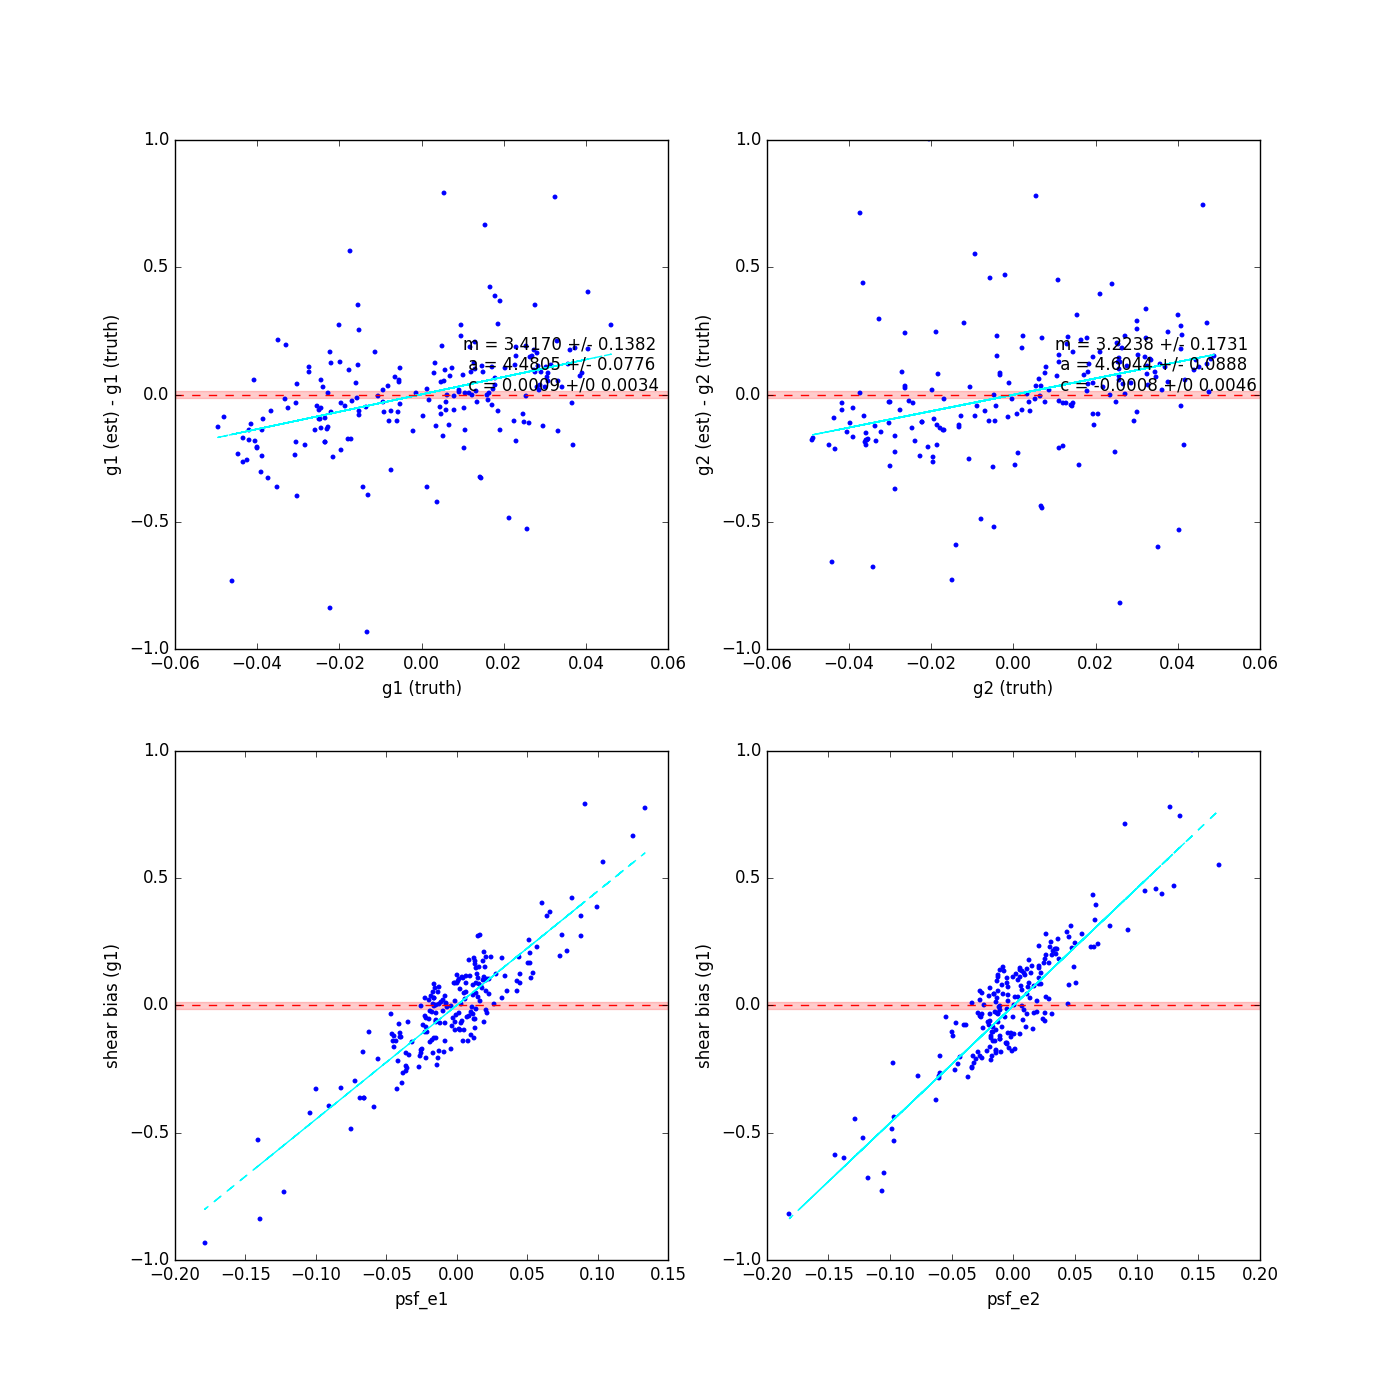 1.0
0.5
0.0
−0.5
−1.0
g1 (est) - g1 (truth)
m = 3.4170 +/- 0.1382
a = 4.4805 +/- 0.0776
c = 0.0009 +/0 0.0034
−0.06 −0.04 −0.02 0.00 0.02 0.04 0.06
g1 (truth)
1.0
0.5
0.0
−0.5
−1.0
g2 (est) - g2 (truth)
m = 3.2238 +/- 0.1731
a = 4.6044 +/- 0.0888
c = -0.0008 +/0 0.0046
−0.06 −0.04 −0.02 0.00 0.02 0.04 0.06
g2 (truth)
1.0
0.5
0.0
−0.5
−1.0
shear bias (g1)
−0.20 −0.15 −0.10 −0.05 0.00 0.05 0.10 0.15
psf_e1
1.0
0.5
0.0
−0.5
−1.0
shear bias (g1)
−0.20 −0.15 −0.10 −0.05 0.00 0.05 0.10 0.15 0.20
psf_e2